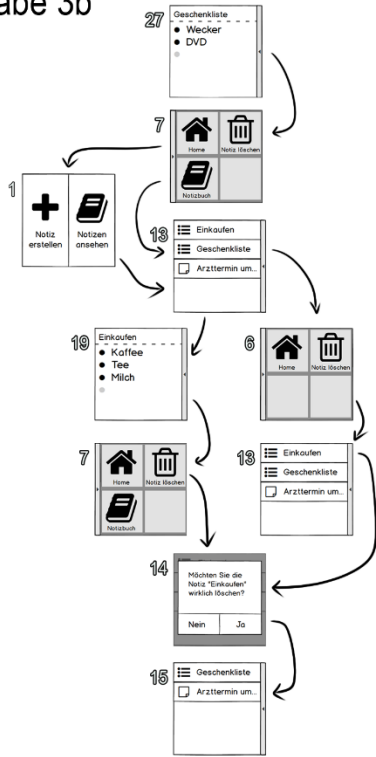 abe 3b
27
Geschenkliste
Wecker
DVD
7
Home
Notiz löschen
Notizbuch
1
Notiz
erstellen
Notizen
ansehen
13
Einkaufen
Geschenkliste
Arzttermin um...
19
Einkaufen
Kaffee
Tee
Milch
6
Home
Notiz löschen
7
Home
Notiz löschen
Notizbuch
13
Einkaufen
Geschenkliste
Arzttermin um...
14
Möchten Sie die
Notiz "Einkaufen"
wirklich löschen?
Nein
Ja
15
Geschenkliste
Arzttermin um...